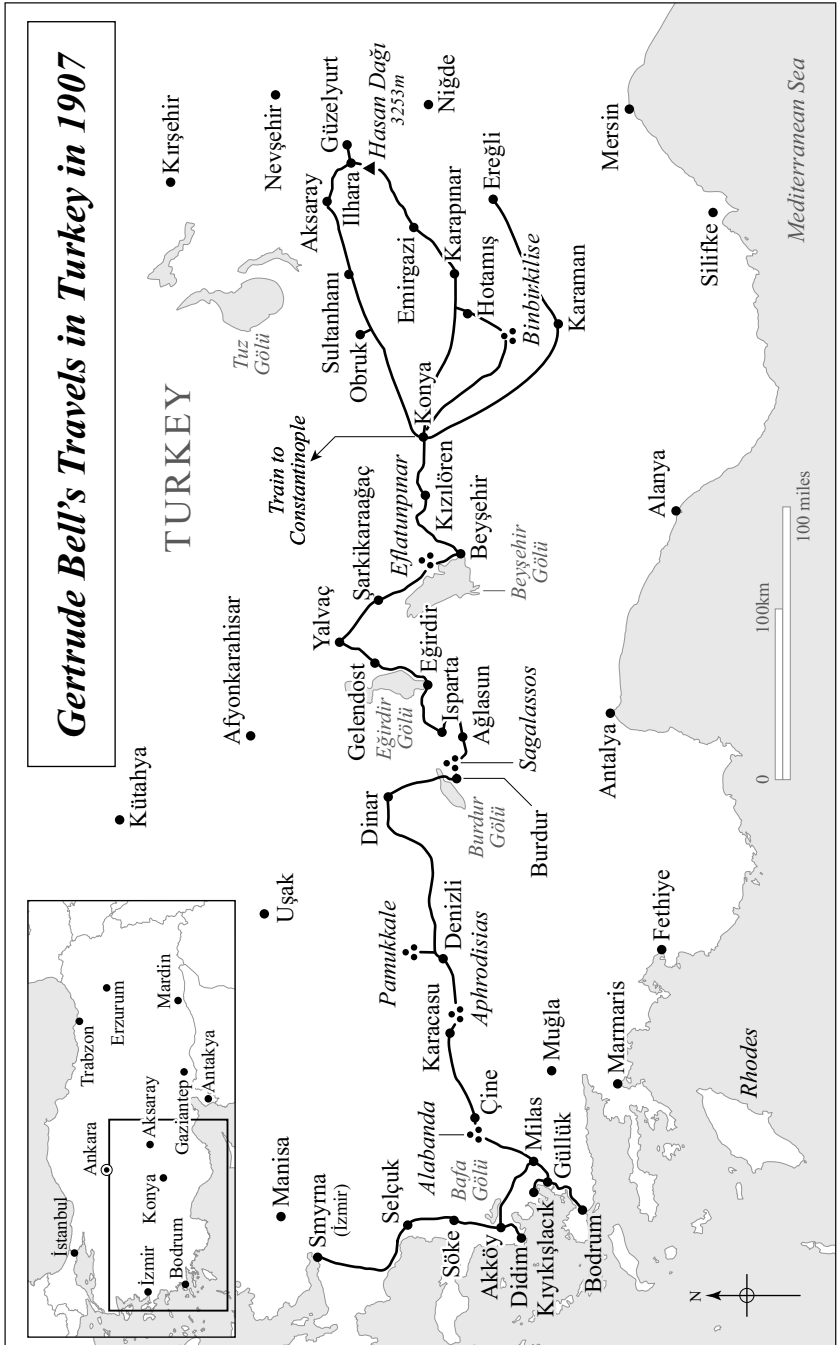 Gertrude Bell's Travels in Turkey in 1907
İstanbul
Ankara
Trabzon
Erzurum
İzmir
Konya
Aksaray
Bodrum
Gaziantep
Mardin
Antakya
Kütahya
Kırşehir
Afyonkarahisar
Uşak
Manisa
Nevşehir
TURKEY
Tuz
Gölü
Train to
Constantinople
Smyrna
(İzmir)
Selçuk
Söke
Akköy
Didim
Kıyıkışlacık
Bodrum
Güllük
Milas
Bafa
Gölü
Alabanda
Çine
Muğla
Karacasu
Aphrodisias
Pamukkale
Denizli
Dinar
Burdur
Gölü
Burdur
Sagalassos
Ağlasun
Isparta
Eğirdir
Eğirdir
Gölü
Gelendost
Yalvaç
Şarkikaraağaç
Eflatunpınar
Beyşehir
Beyşehir
Gölü
Kızılören
Konya
Obruk
Sultanhanı
Aksaray
Ilhara
Güzelyurt
Hasan Dağı
3253m
Niğde
Emirgazi
Karapınar
Hotamış
Ereğli
Binbirkilise
Karaman
Marmaris
Fethiye
Antalya
Alanya
Silifke
Mersin
Rhodes
Mediterranean Sea
N
0
100km
100 miles